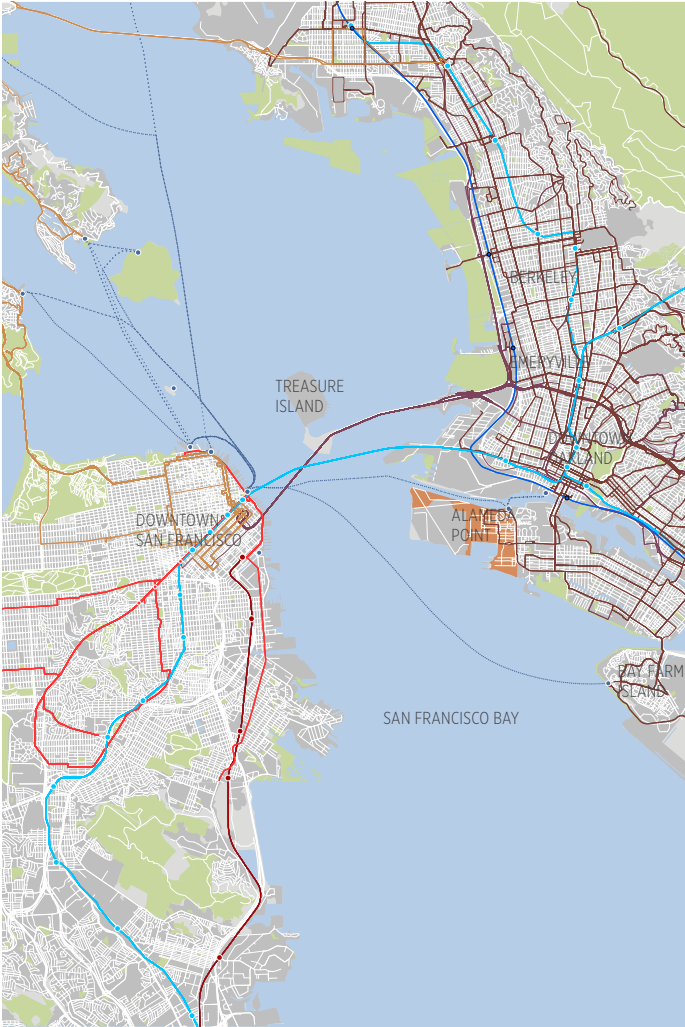 BERKELEY
EMERYVILLE
TREASURE
ISLAND
DOWNTOWN
OAKLAND
DOWNTOWN
SAN FRANCISCO
ALAMEDA
POINT
BAY FARM
ISLAND
SAN FRANCISCO BAY